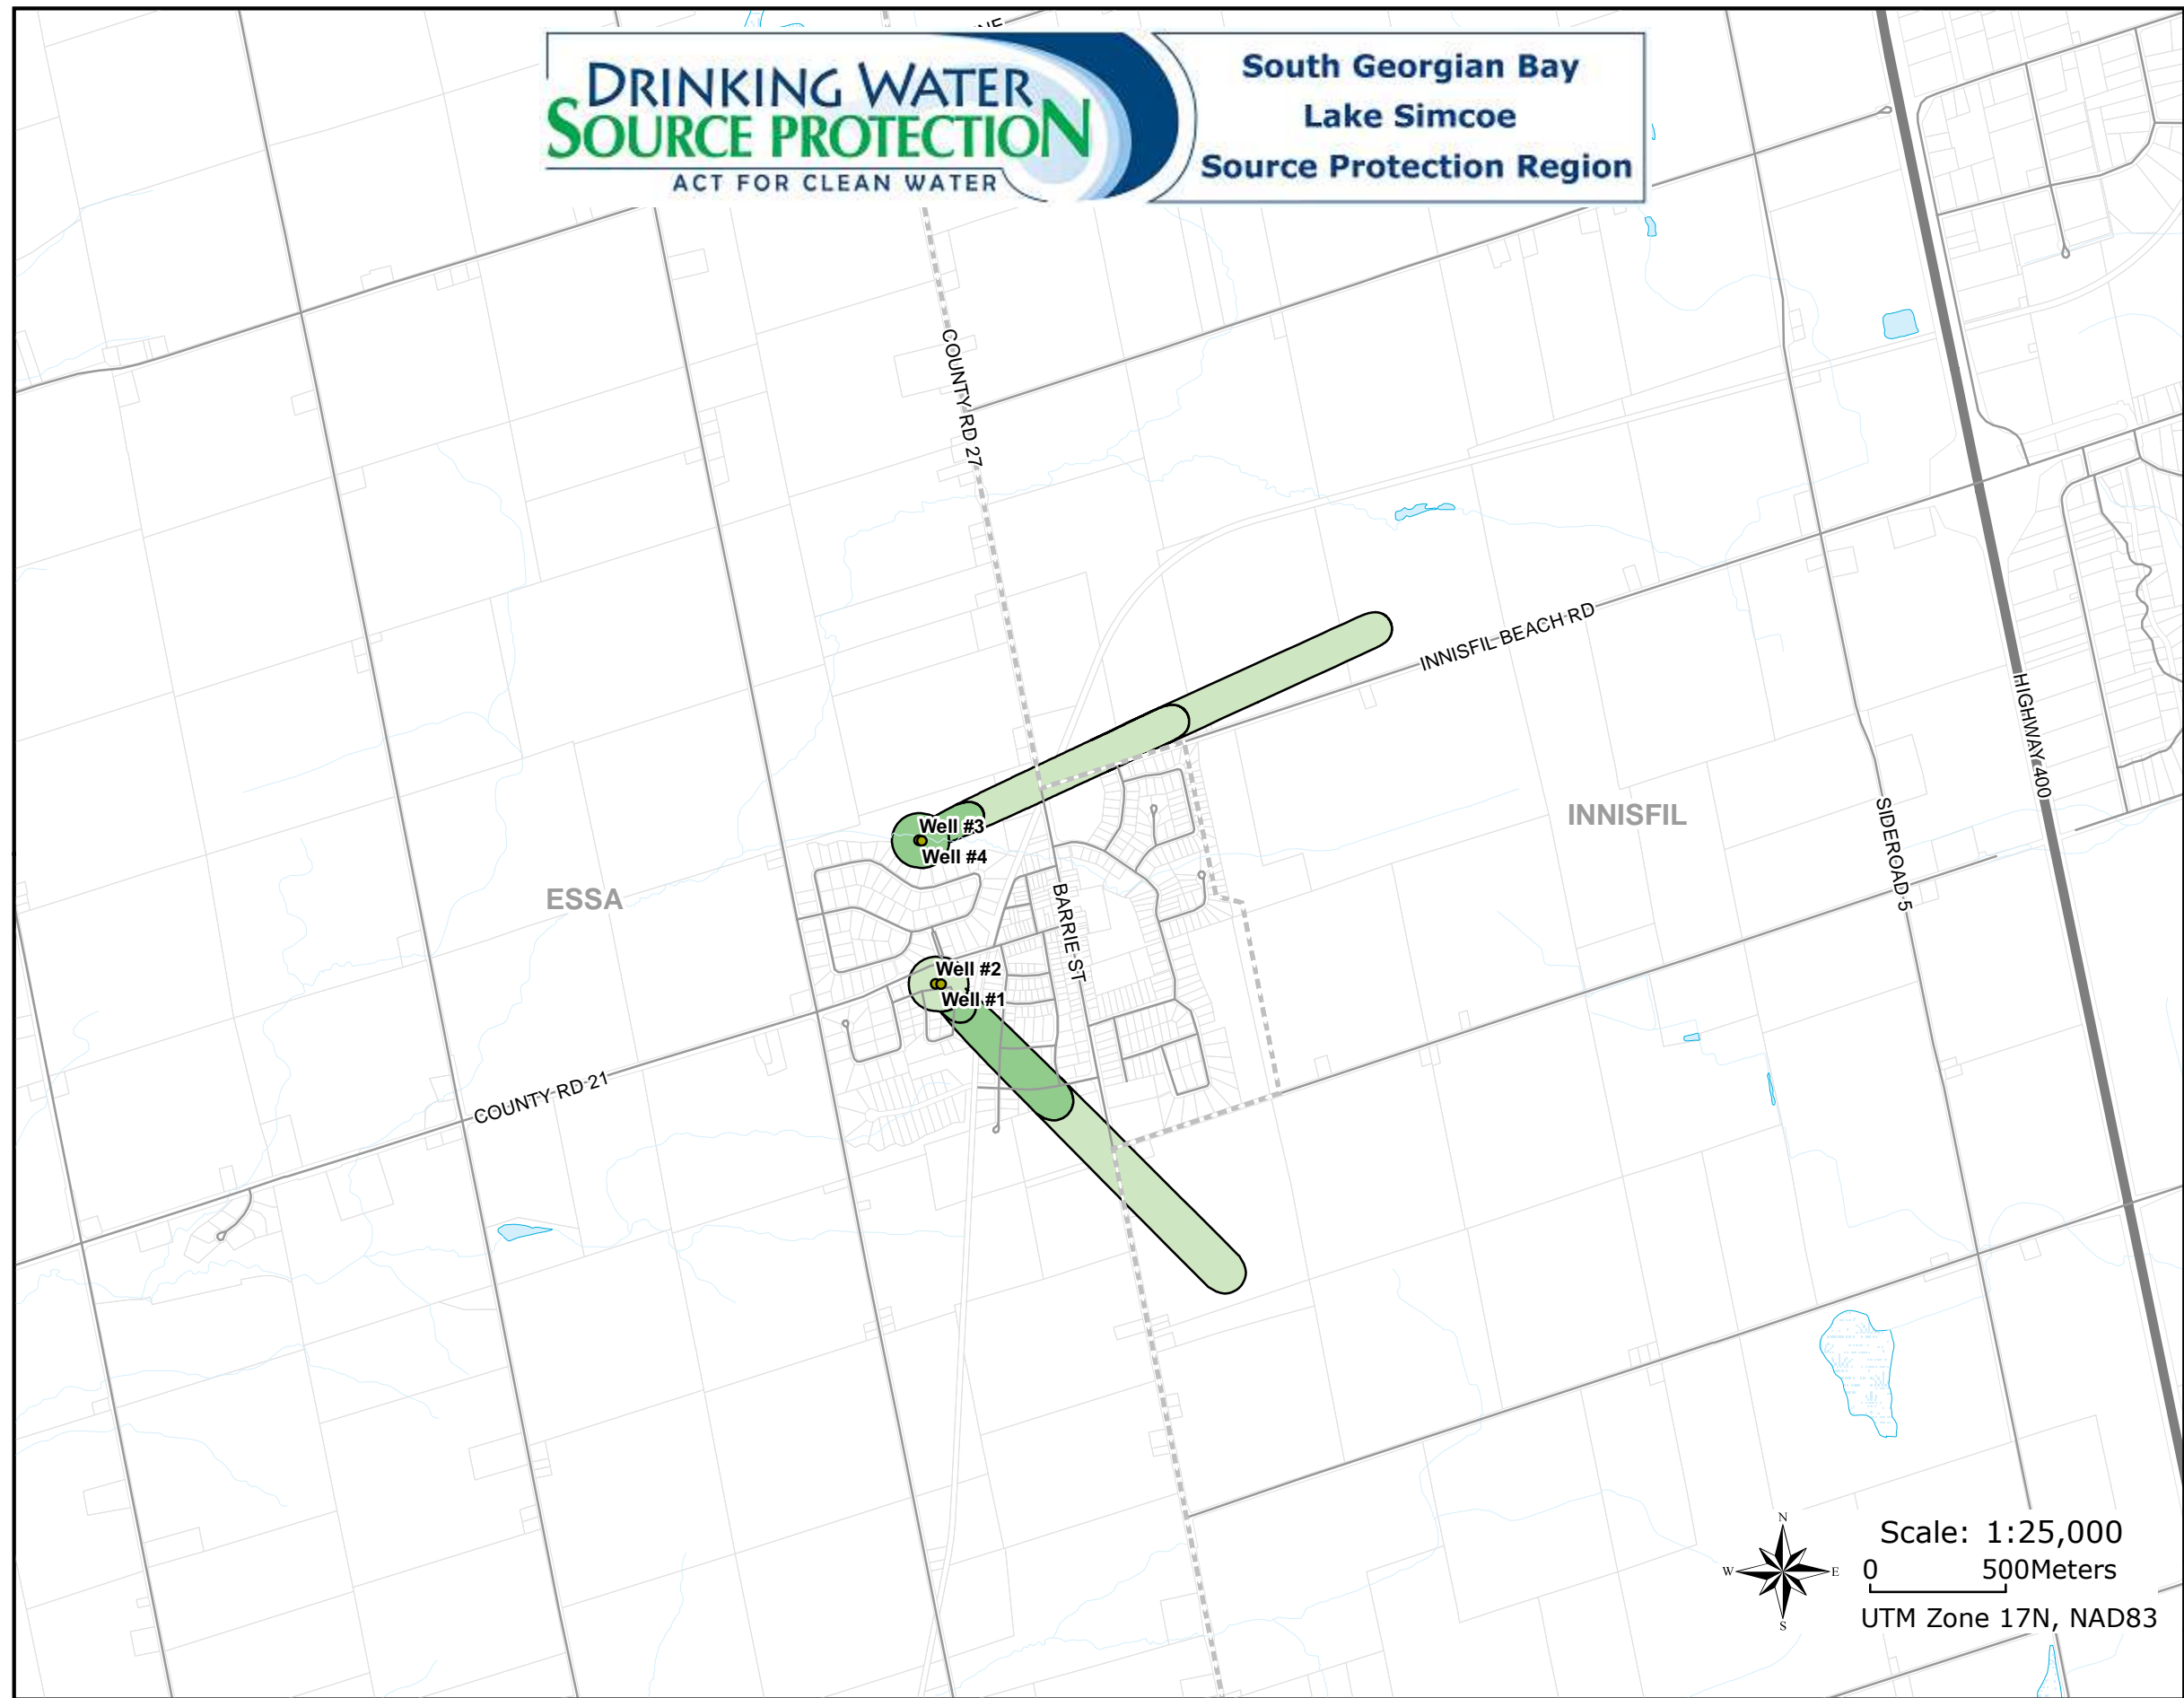 DRINKING WATER
SOURCE PROTECTION
ACT FOR CLEAN WATER
South Georgian Bay
Lake Simcoe
Source Protection Region
COUNTY RD 27
INNISFIL BEACH RD
HIGHWAY 400
INNISFIL
SIDEROAD 5
Well #3
Well #4
ESSA
BARRIE ST
Well #2
Well #1
COUNTY RD 21
N
W
E
S
Scale: 1:25,000
0 500Meters
UTM Zone 17N, NAD83